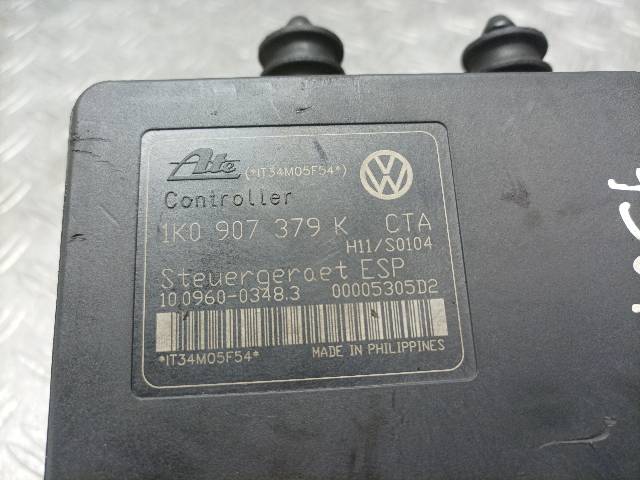 Ate (*IT34M05F54*)
Controller
1K0 907 379 K CTA
H11/S0104
Steuergeraet ESP
10.0960-0348.3 00005305D2
*IT34M05F54* MADE IN PHILIPPINES